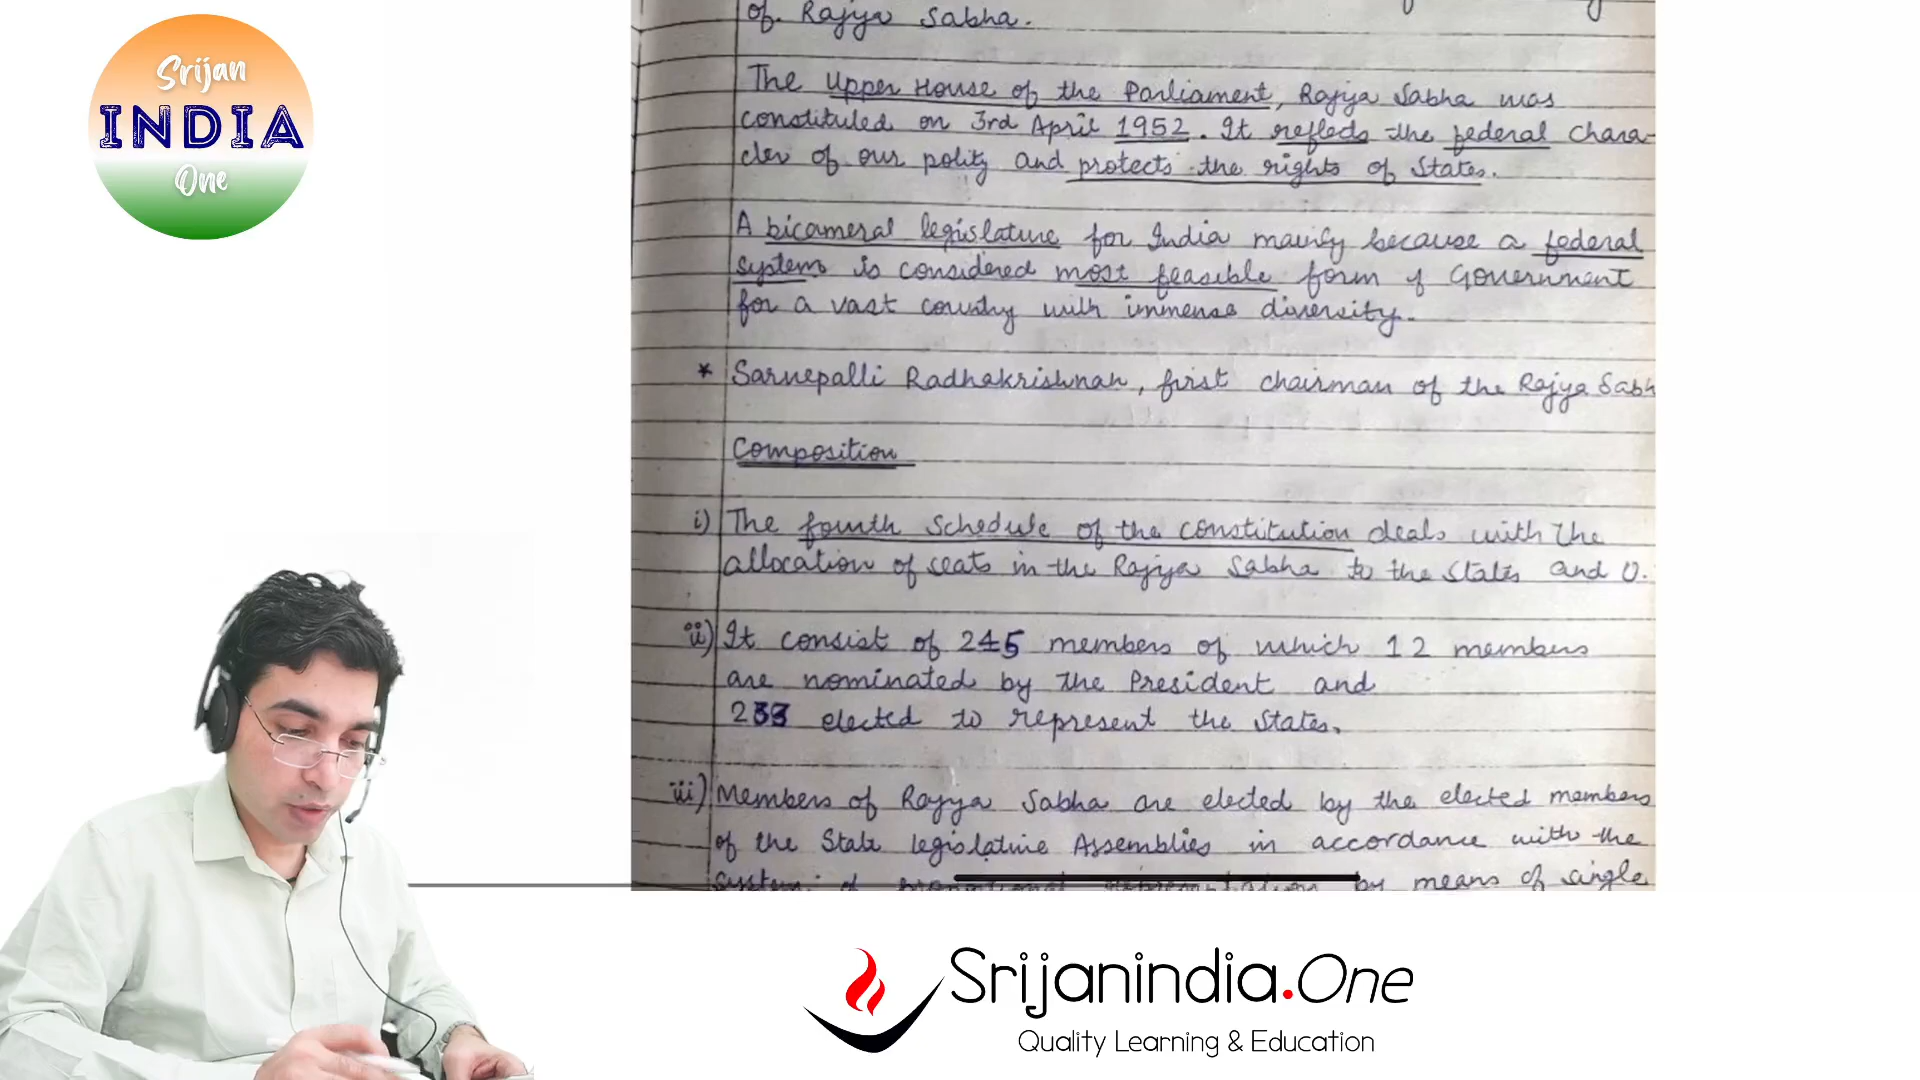 Srijan
INDIA
One
of. Rajya Sabha.
The Upper House of the Parliament, Rajya Sabha was
constituted on 3rd April 1952. It reflects the federal chara-
cter of our polity and protects the rights of States.
A bicameral legislature for India mainly because a federal
system is considered most feasible form of Government
for a vast country with immense diversity.
* Sarvepalli Radhakrishnan, first chairman of the Rajya Sabh
Composition
i) The fourth Schedule of the constitution deals with the
allocation of seats in the Rajya Sabha to the States and U.
ii) It consist of 245 members of which 12 members
are nominated by the President and
233 elected to represent the States.
iii) Members of Rajya Sabha are elected by the elected members
of the State legislative Assemblies in accordance with the
system of by means of single
Srijanindia.One
Quality Learning & Education